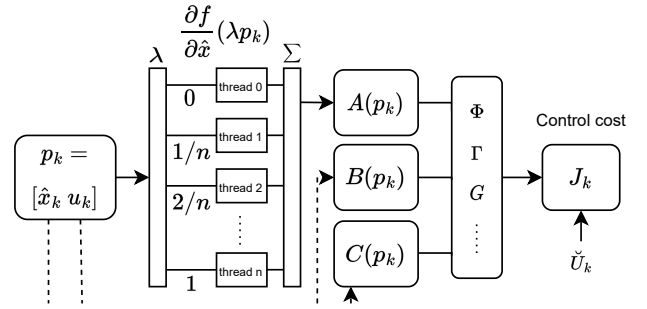 ∂f/∂x̂ (λp_k)
λ
Σ
thread 0
0
thread 1
1/n
thread 2
2/n
thread n
1
p_k =
[x̂_k u_k]
A(p_k)
B(p_k)
C(p_k)
Φ
Γ
G
Control cost
J_k
Ŭ_k